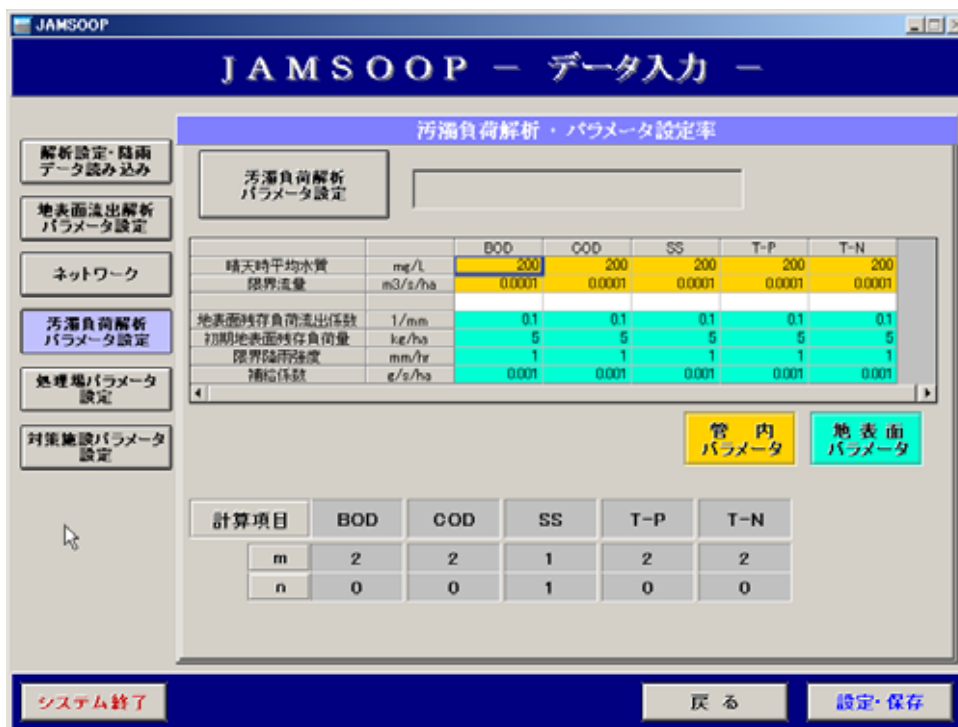 JAMSOOP
JAMSOOP － データ入力 －
汚濁負荷解析・パラメータ設定率
解析設定・降雨
データ読み込み
地表面流出解析
パラメータ設定
ネットワーク
汚濁負荷解析
パラメータ設定
処理場パラメータ
設定
対策施設パラメータ
設定
汚濁負荷解析
パラメータ設定
BOD COD SS T-P T-N
晴天時平均水質 mg/L 200 200 200 200 200
限界流量 m3/s/ha 0.0001 0.0001 0.0001 0.0001 0.0001
地表面残存負荷流出係数 1/mm 0.1 0.1 0.1 0.1 0.1
初期地表面残存負荷量 kg/ha 5 5 5 5 5
限界降雨強度 mm/hr 1 1 1 1 1
補給係数 g/s/ha 0.001 0.001 0.001 0.001 0.001
管 内
パラメータ
地 表 面
パラメータ
計算項目 BOD COD SS T-P T-N
m 2 2 1 2 2
n 0 0 1 0 0
システム終了
戻 る
設定・保存